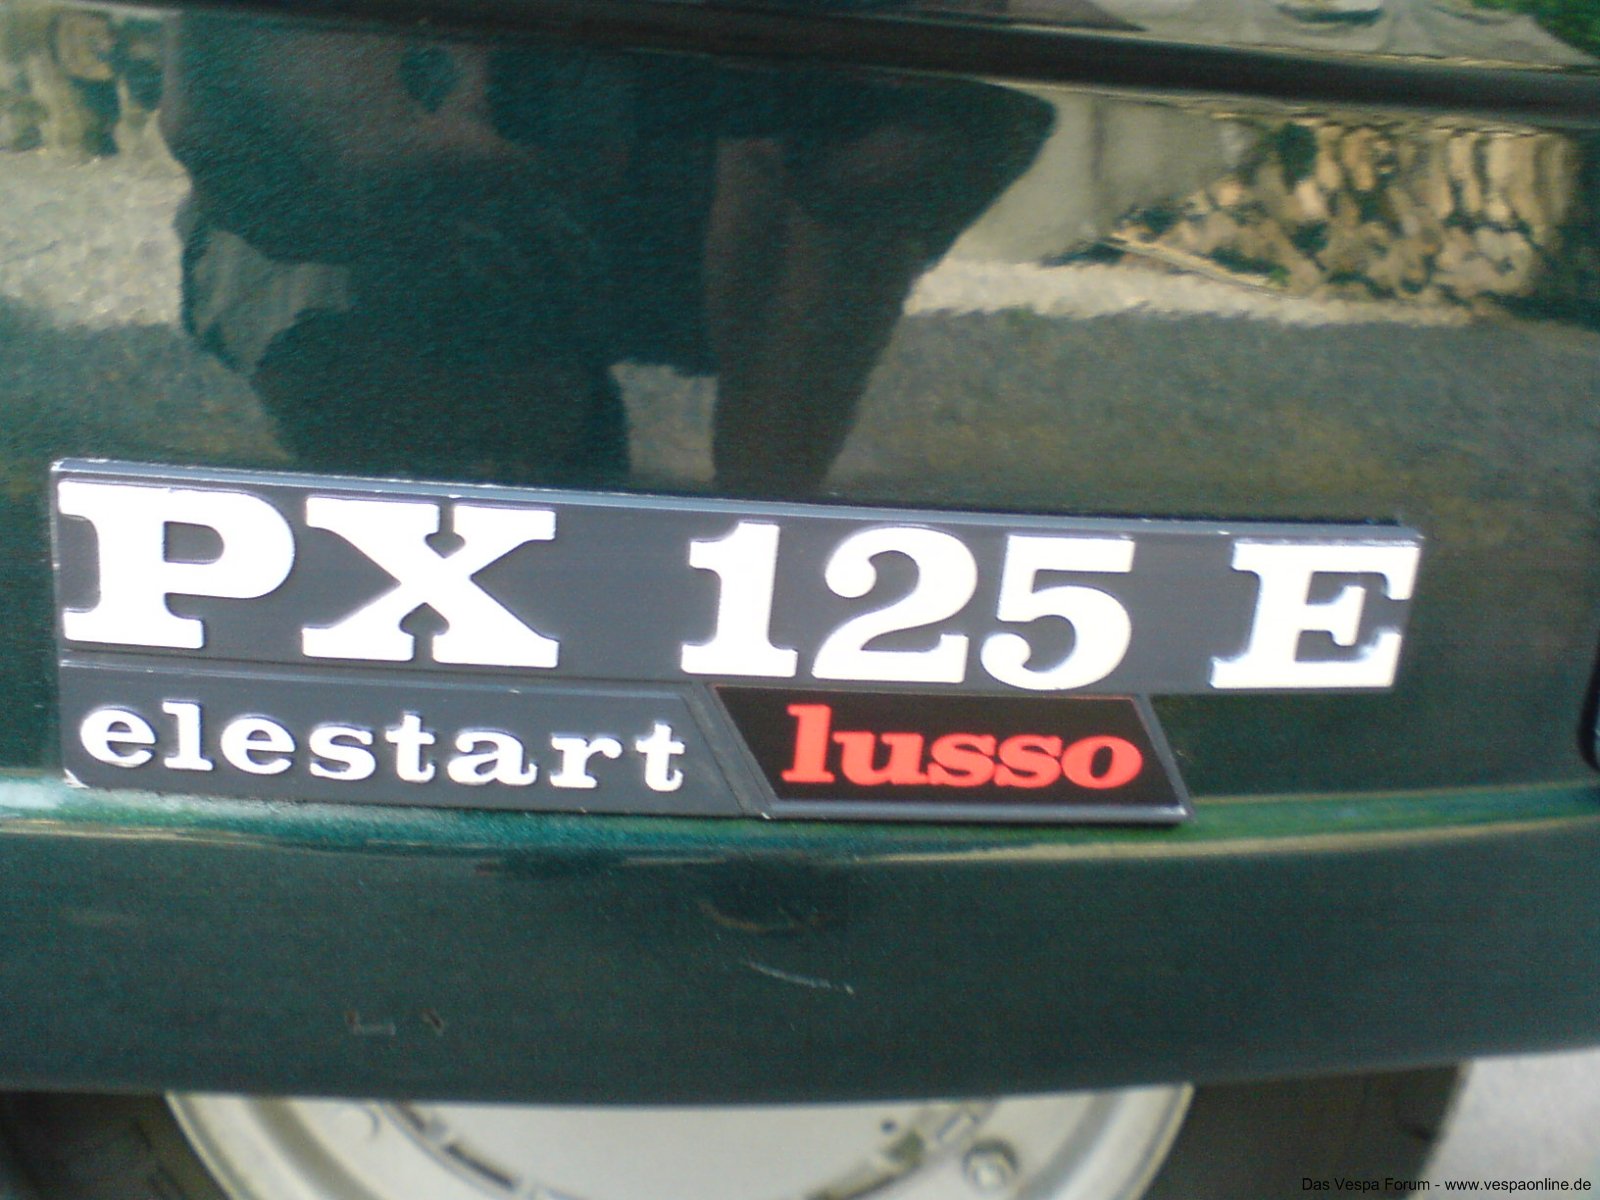 PX 125 E
elestart lusso
Das Vespa Forum - www.vespaonline.de